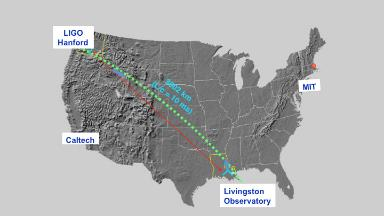 LIGO
Hanford
3002 km
(L/c = 10 ms)
MIT
Caltech
Livingston
Observatory